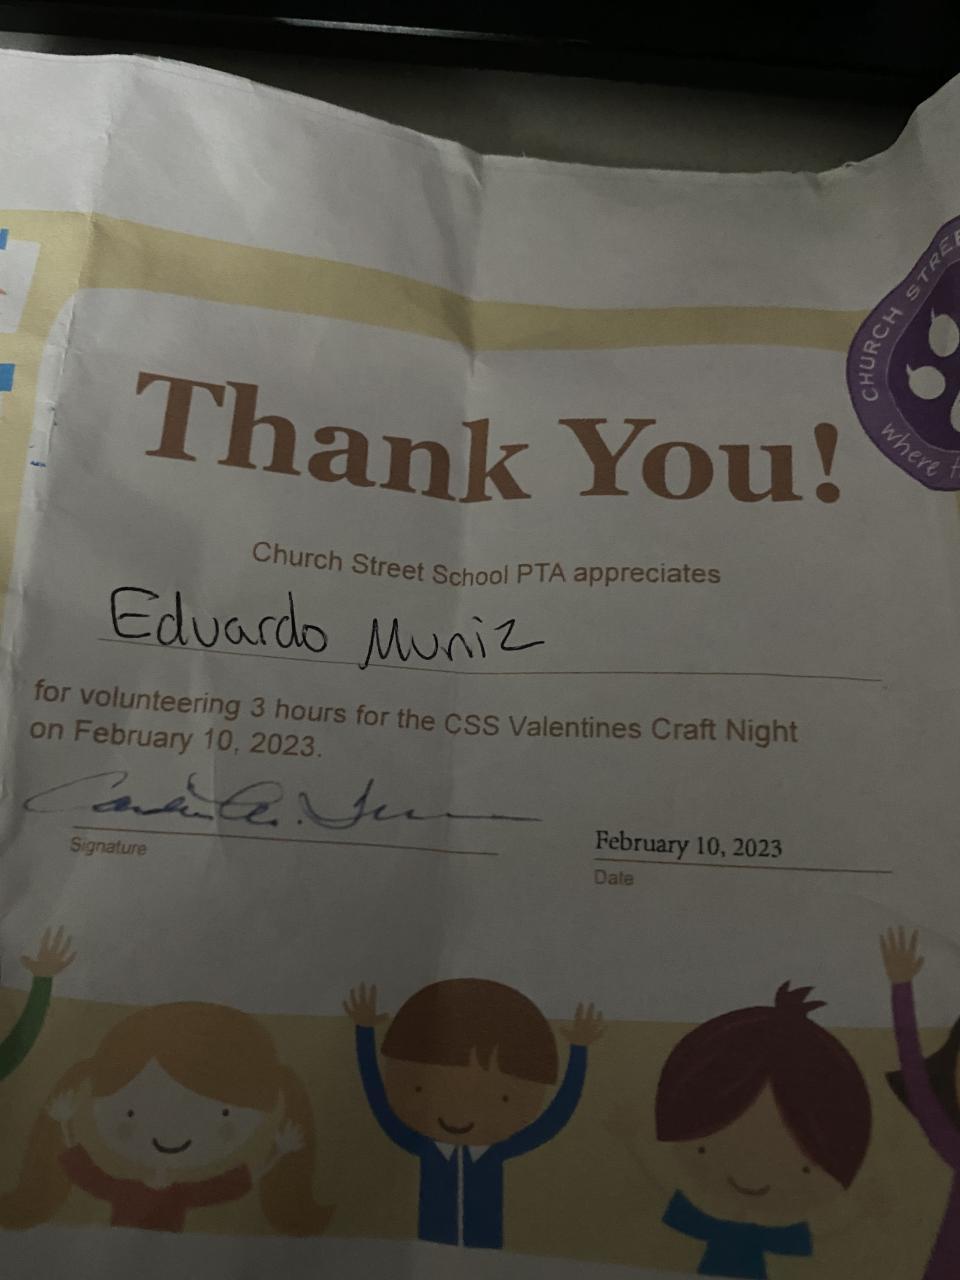 CHURCH STREE
where t
Thank You!
Church Street School PTA appreciates
Eduardo Muniz
for volunteering 3 hours for the CSS Valentines Craft Night
on February 10, 2023.
February 10, 2023
Signature
Date